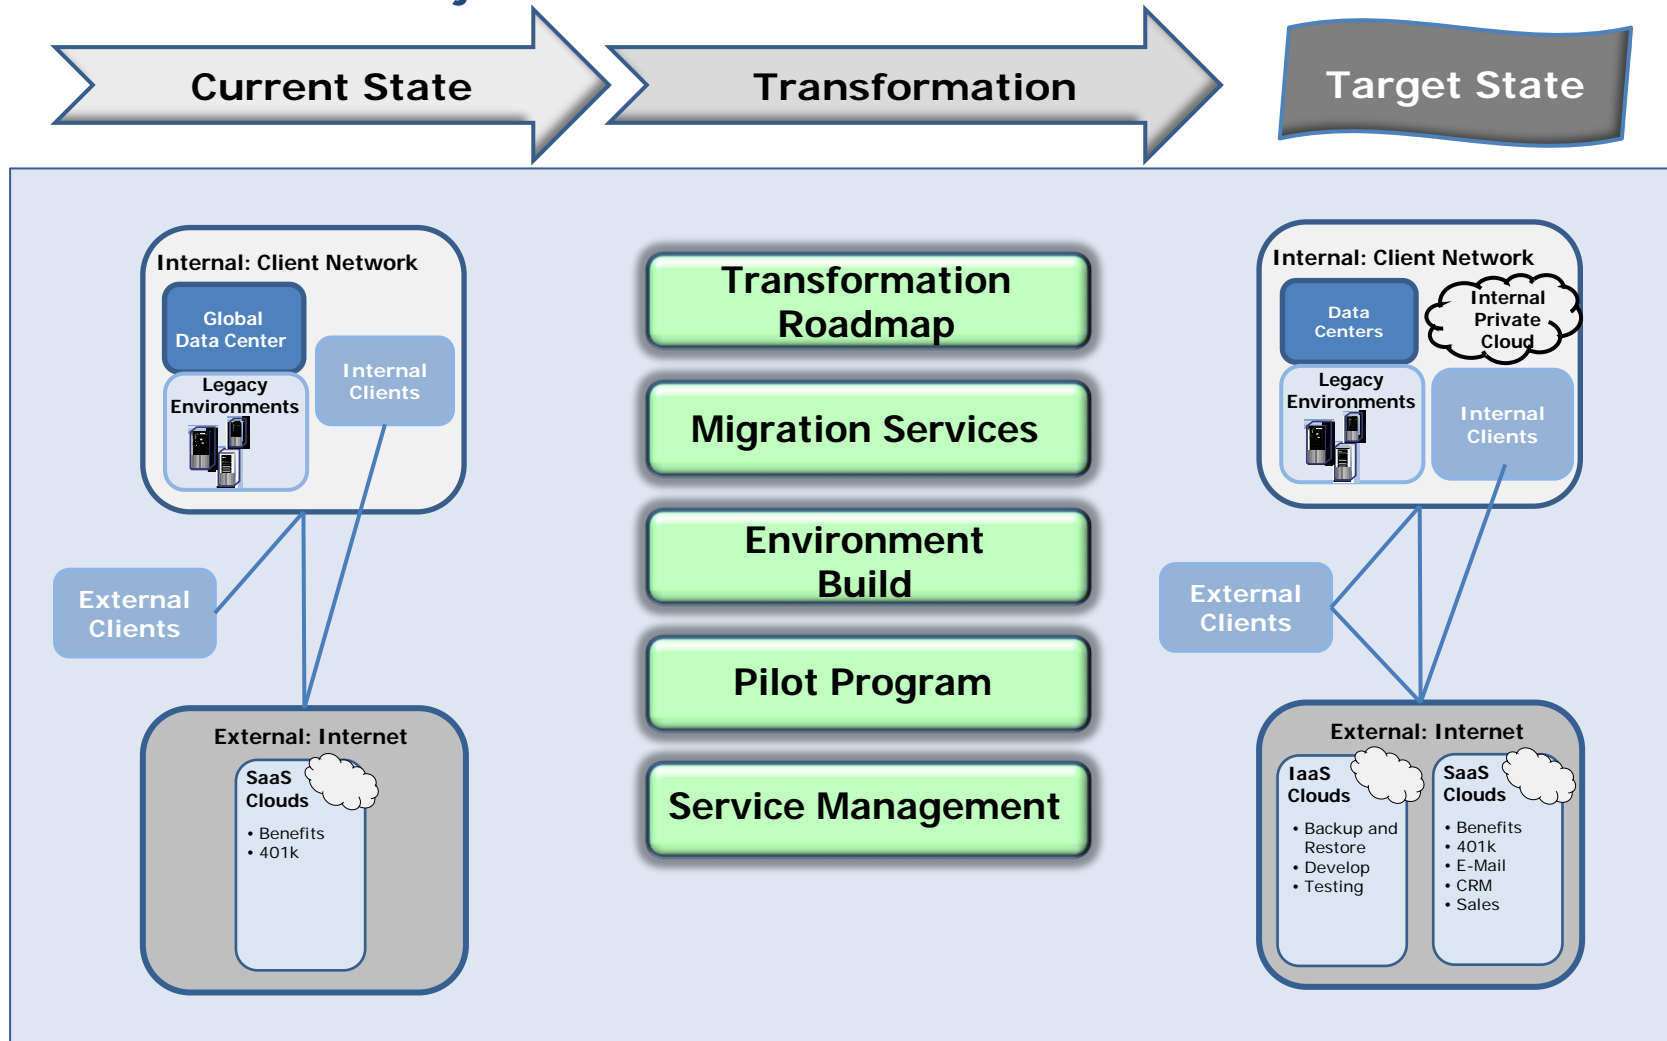 Current State
Transformation
Target State
Internal: Client Network
Global
Data Center
Internal
Clients
Legacy
Environments
External
Clients
External: Internet
SaaS
Clouds
• Benefits
• 401k
Transformation
Roadmap
Migration Services
Environment
Build
Pilot Program
Service Management
Internal: Client Network
Data
Centers
Internal
Private
Cloud
Legacy
Environments
Internal
Clients
External
Clients
External: Internet
IaaS
Clouds
• Backup and
Restore
• Develop
• Testing
SaaS
Clouds
• Benefits
• 401k
• E-Mail
• CRM
• Sales